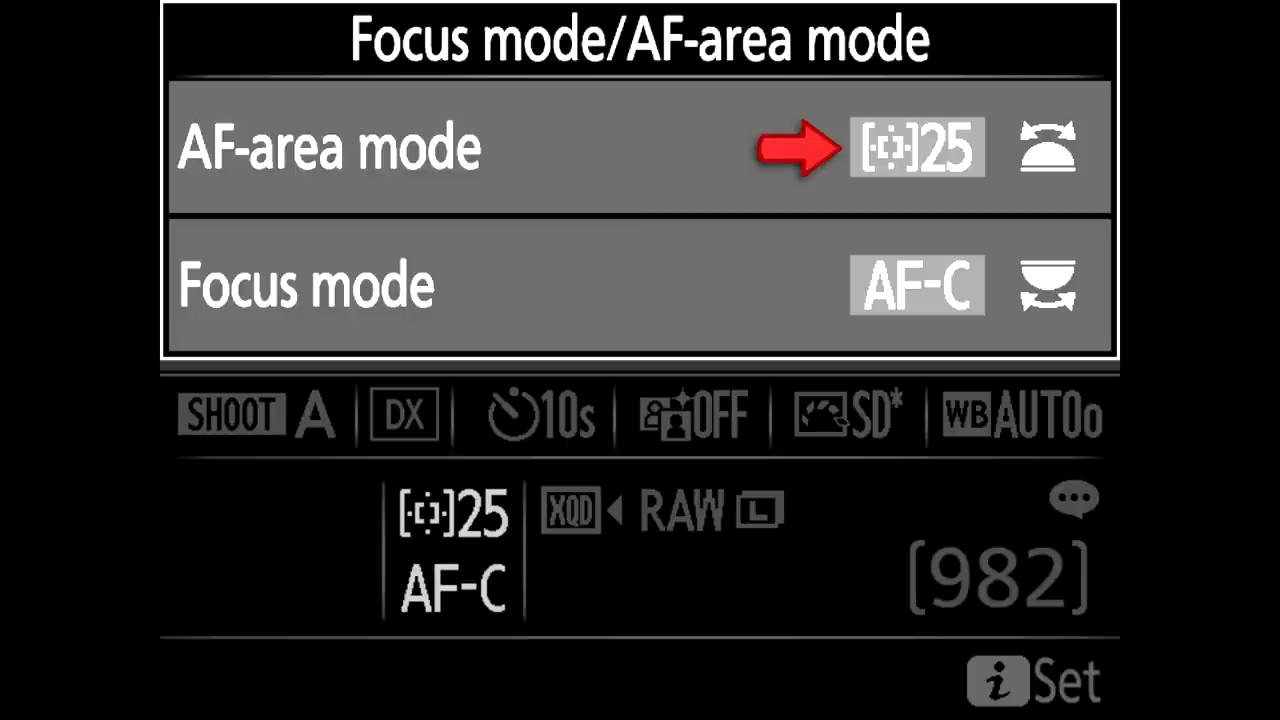 Focus mode/AF-area mode
AF-area mode [ ]25
Focus mode AF-C
SHOOT A DX 10s OFF SD* WB AUTO0
[ ]25 XQD RAW L
AF-C [982]
i Set